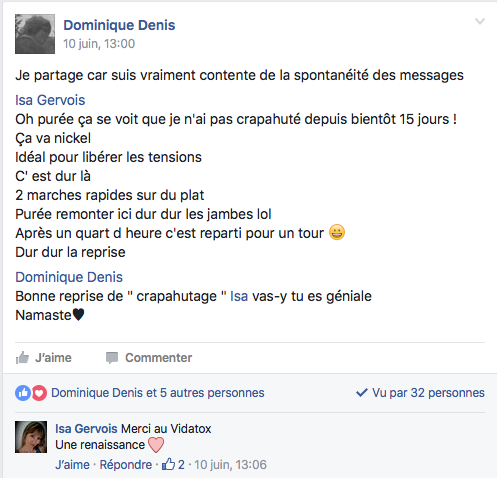 Dominique Denis
10 juin, 13:00
Je partage car suis vraiment contente de la spontanéité des messages
Isa Gervois
Oh purée ça se voit que je n'ai pas crapahuté depuis bientôt 15 jours !
Ça va nickel
Idéal pour libérer les tensions
C' est dur là
2 marches rapides sur du plat
Purée remonter ici dur dur les jambes lol
Après un quart d heure c'est reparti pour un tour 😀
Dur dur la reprise
Dominique Denis
Bonne reprise de " crapahutage " Isa vas-y tu es géniale
Namaste♥
J'aime Commenter
Dominique Denis et 5 autres personnes Vu par 32 personnes
Isa Gervois Merci au Vidatox
Une renaissance ❤
J'aime · Répondre · 2 · 10 juin, 13:06